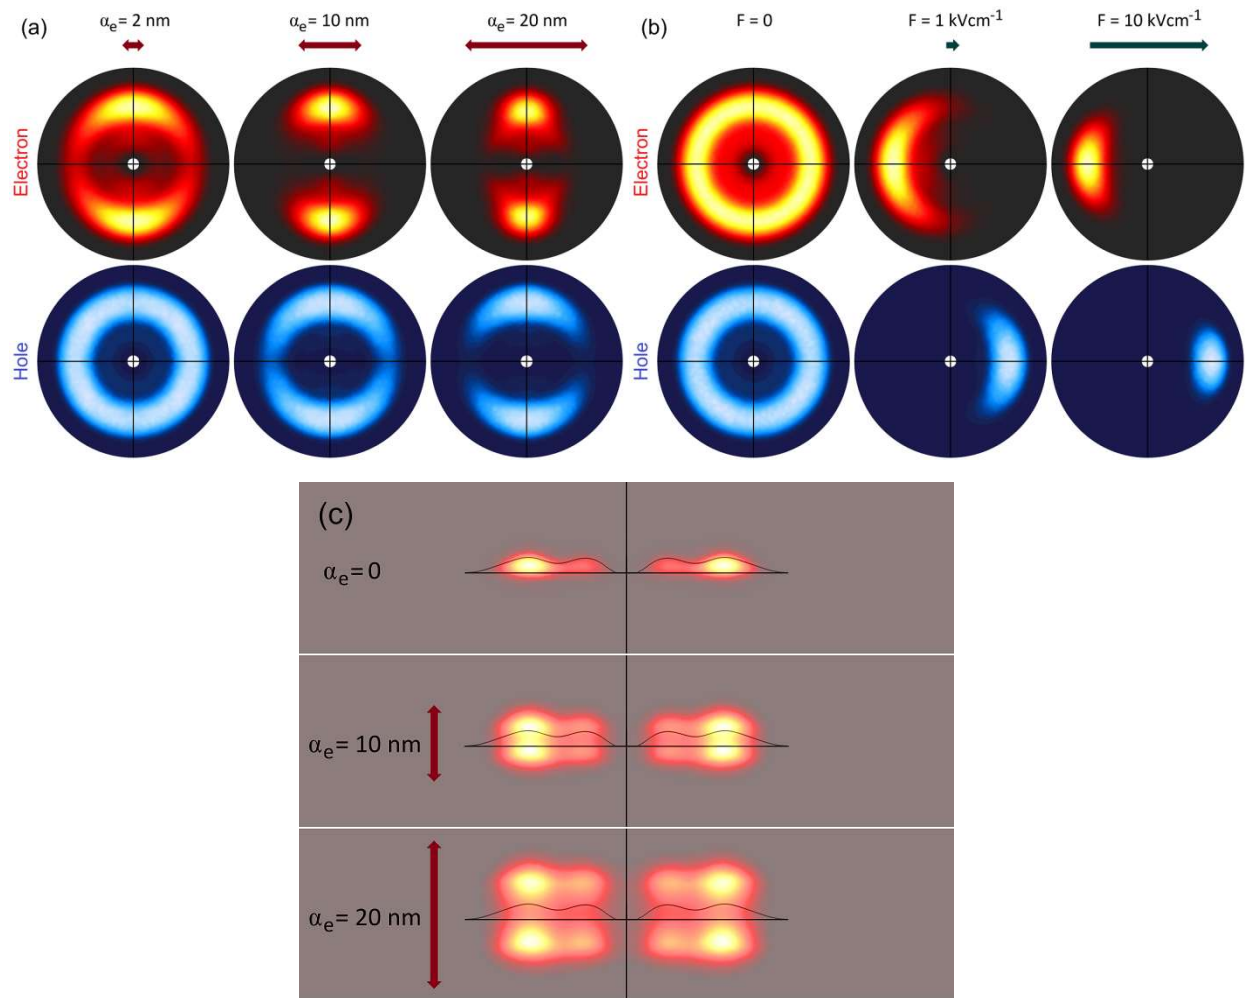 (a)
αe= 2 nm
αe= 10 nm
αe= 20 nm
Electron
Hole
(b)
F = 0
F = 1 kVcm-1
F = 10 kVcm-1
Electron
Hole
(c)
αe= 0
αe= 10 nm
αe= 20 nm